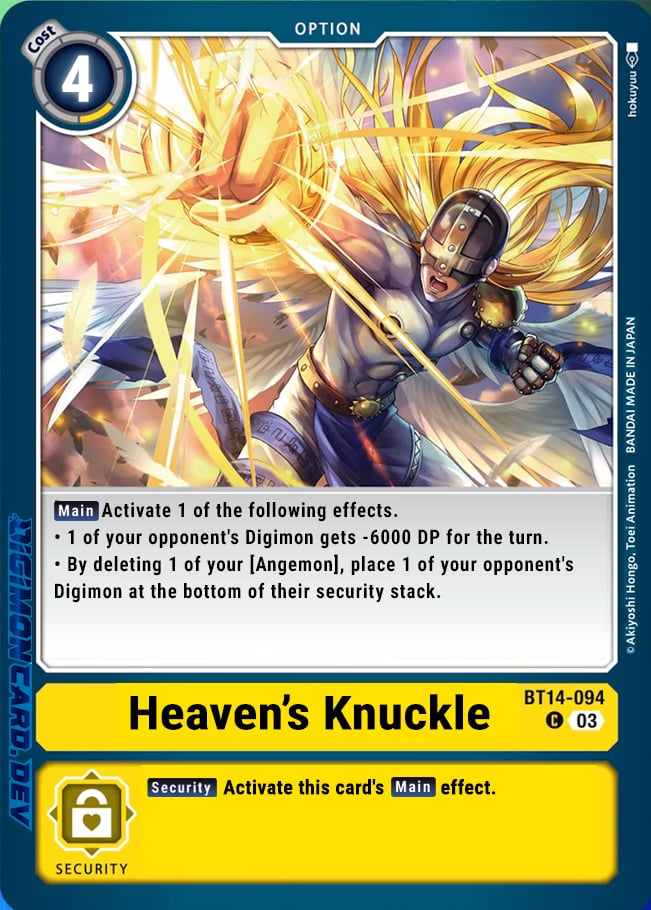 OPTION
Cost
4
hokuyuu
Main Activate 1 of the following effects.
・1 of your opponent's Digimon gets -6000 DP for the turn.
・By deleting 1 of your [Angemon], place 1 of your opponent's
Digimon at the bottom of their security stack.
©Akiyoshi Hongo, Toei Animation BANDAI MADE IN JAPAN
DIGIMONCARD.DEV
Heaven's Knuckle
BT14-094
C 03
Security Activate this card's Main effect.
SECURITY